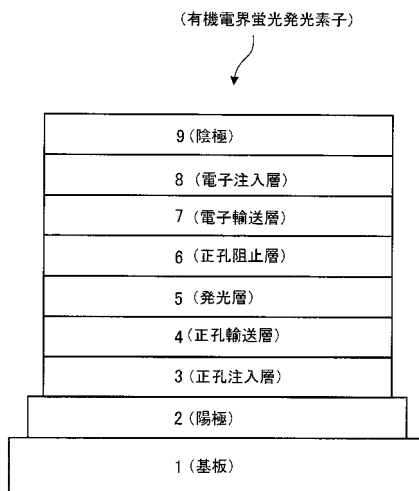 (有機電界蛍光発光素子)
9 (陰極)
8 (電子注入層)
7 (電子輸送層)
6 (正孔阻止層)
5 (発光層)
4 (正孔輸送層)
3 (正孔注入層)
2 (陽極)
1 (基板)